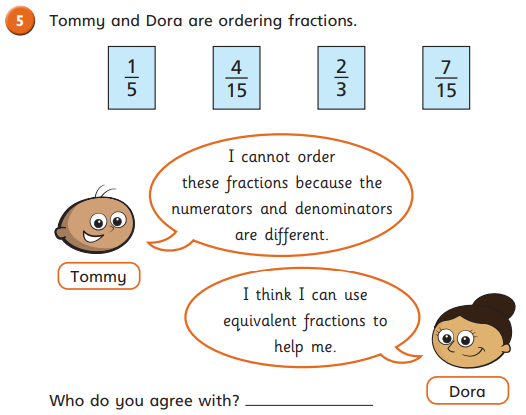 5 Tommy and Dora are ordering fractions.
1/5 4/15 2/3 7/15
I cannot order
these fractions because the
numerators and denominators
are different.
Tommy
I think I can use
equivalent fractions to
help me.
Dora
Who do you agree with? ______________